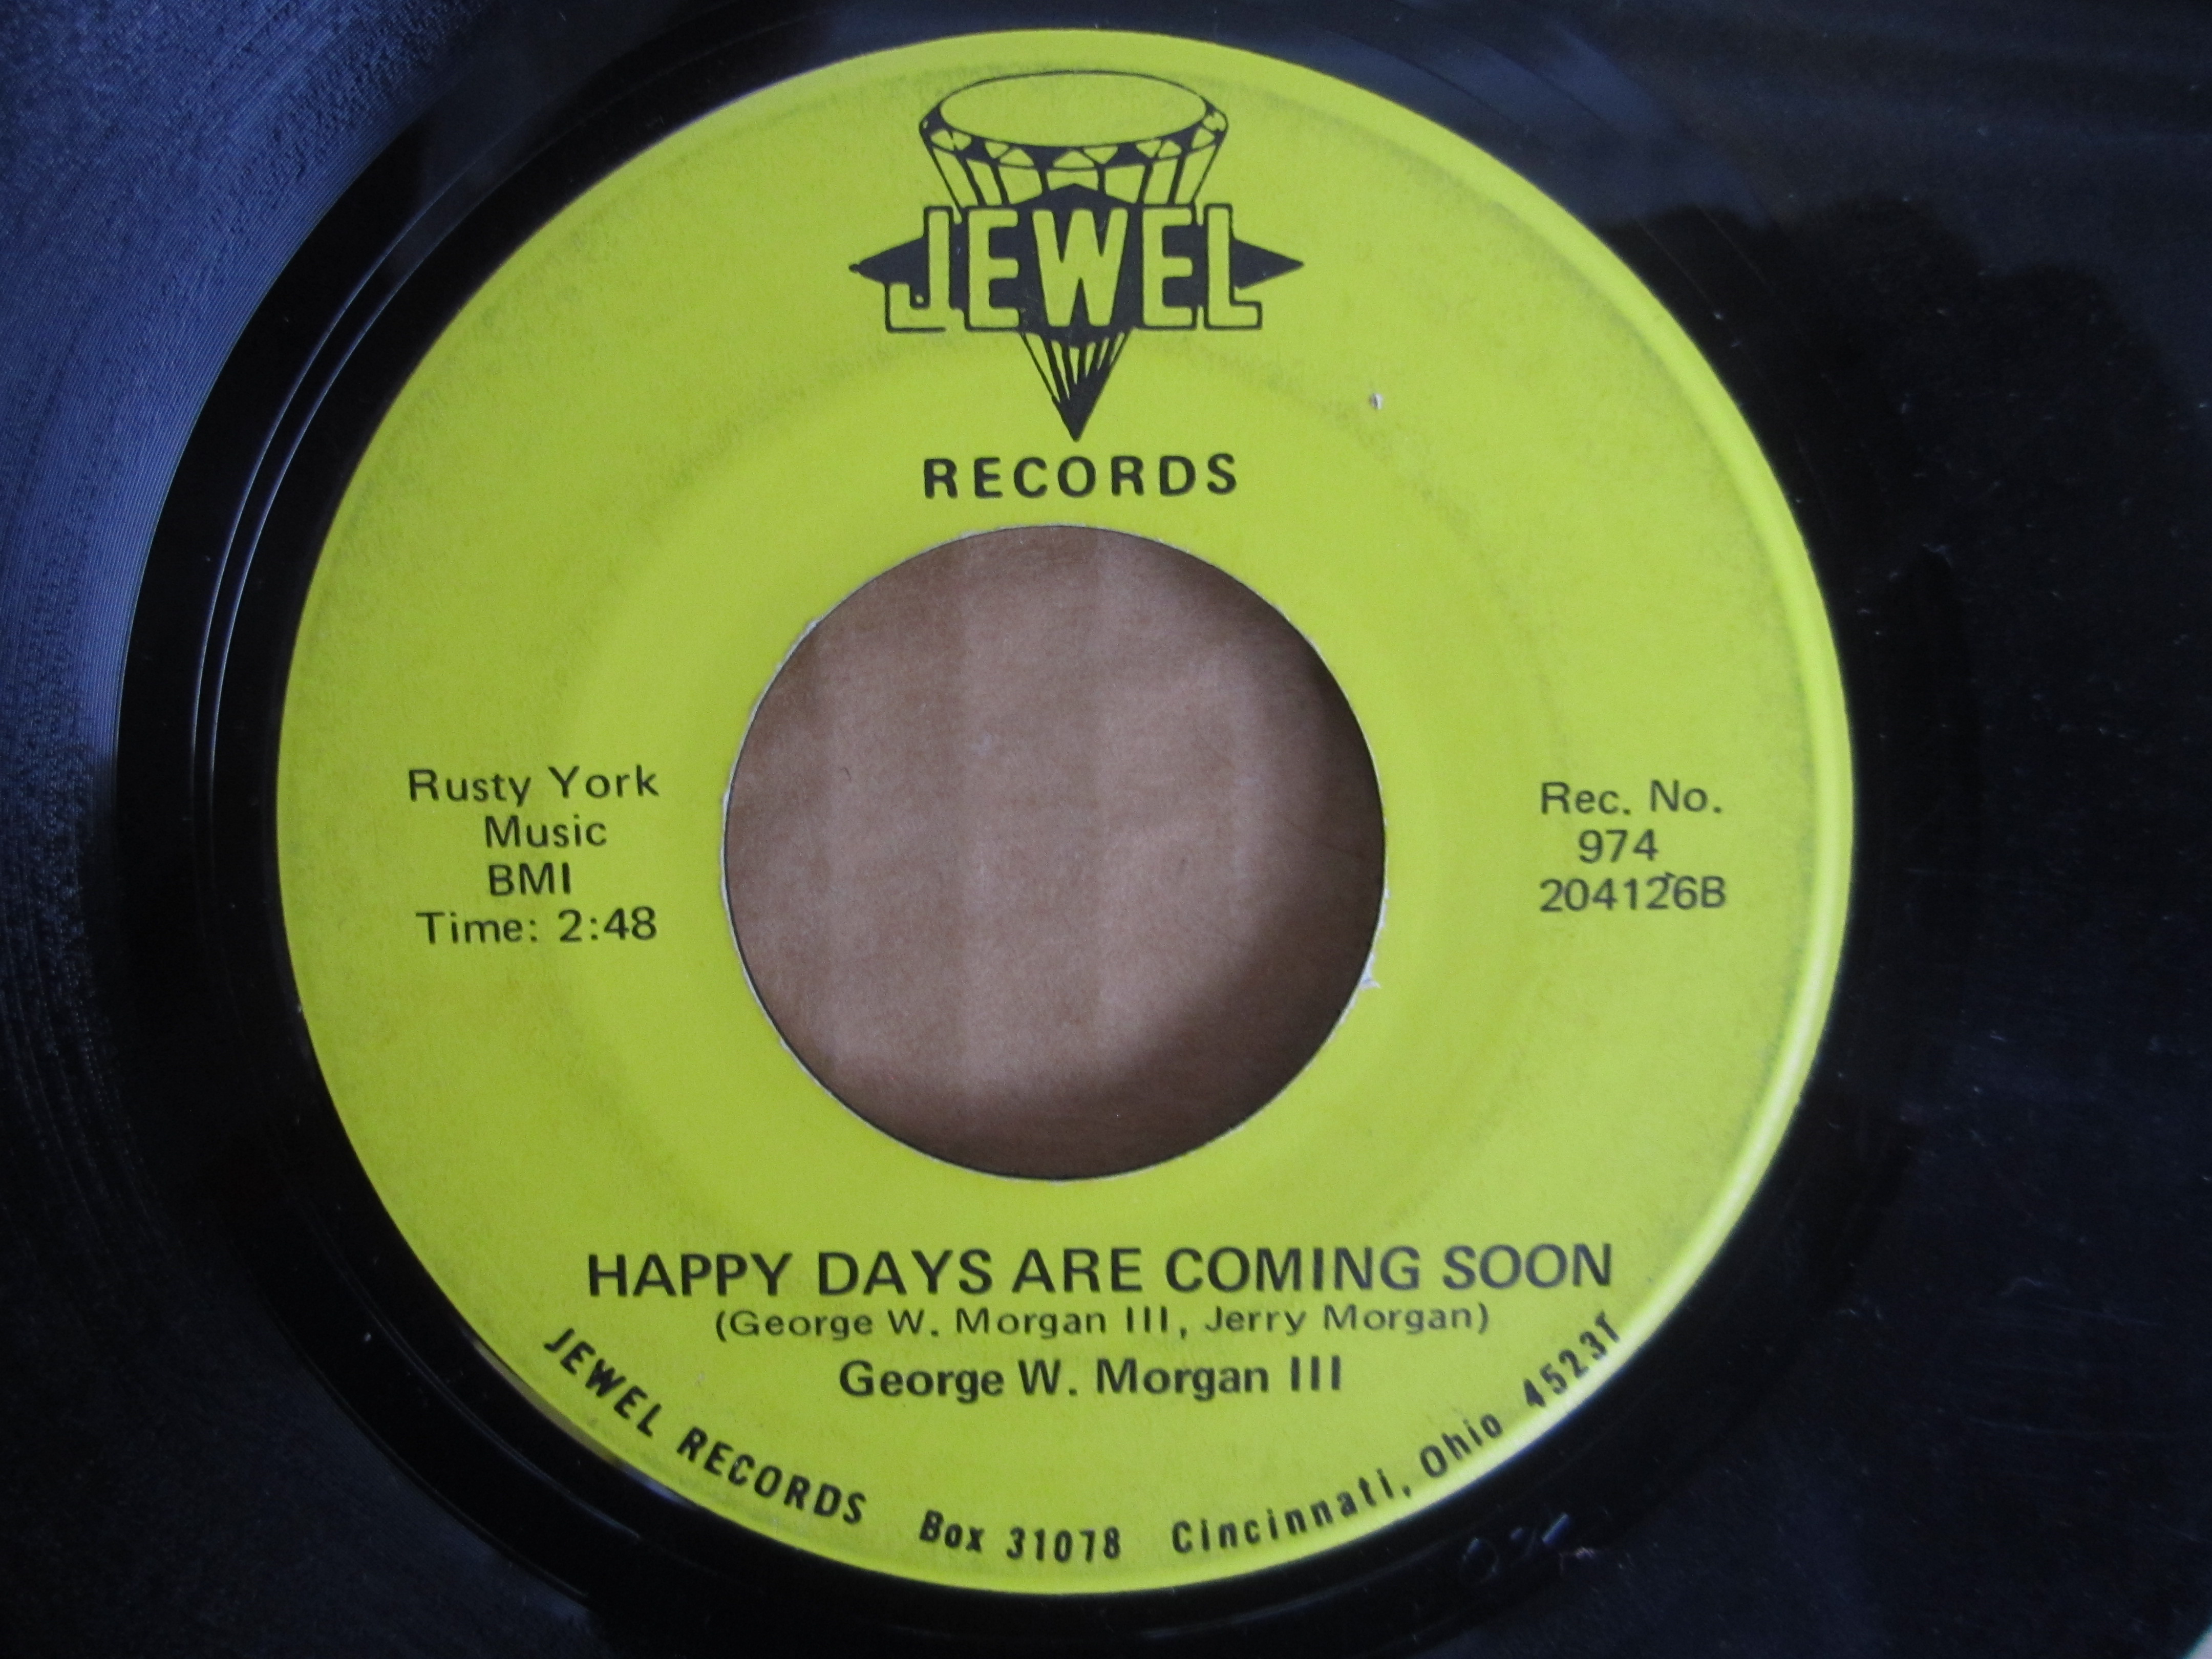 JEWEL
RECORDS
Rusty York
Music
BMI
Time: 2:48
Rec. No.
974
204126B
HAPPY DAYS ARE COMING SOON
(George W. Morgan III, Jerry Morgan)
George W. Morgan III
JEWEL RECORDS Box 31078 Cincinnati, Ohio 45231